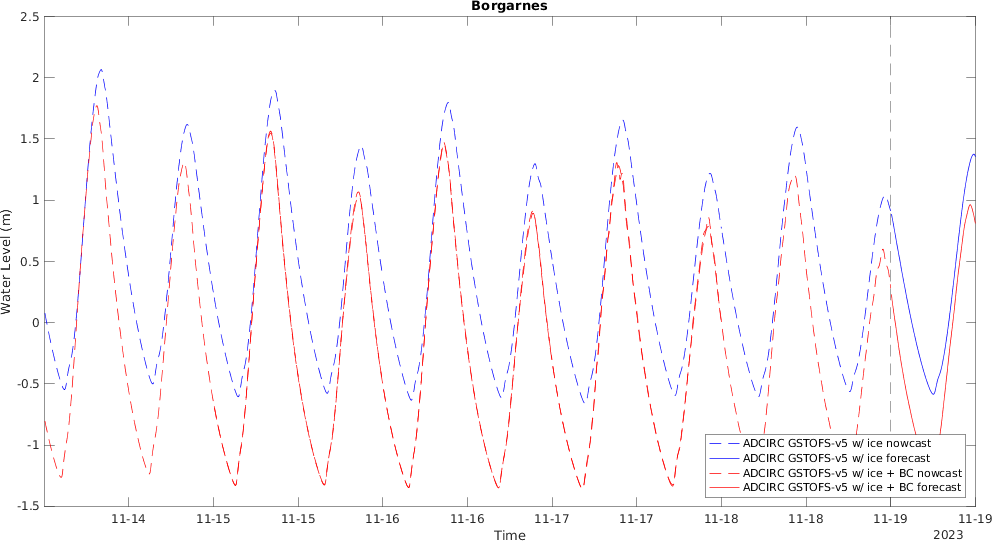 Borgarnes
Water Level (m)
2.5
2
1.5
1
0.5
0
-0.5
-1
-1.5
ADCIRC GSTOFS-v5 w/ ice nowcast
ADCIRC GSTOFS-v5 w/ ice forecast
ADCIRC GSTOFS-v5 w/ ice + BC nowcast
ADCIRC GSTOFS-v5 w/ ice + BC forecast
11-14 11-15 11-15 11-16 11-16 11-17 11-17 11-18 11-18 11-19 11-19
Time
2023